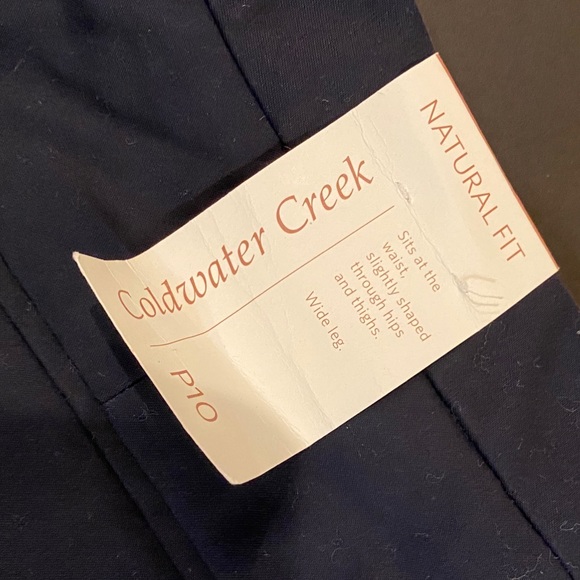 Coldwater Creek
P10
NATURAL FIT
Sits at the
waist,
slightly shaped
through hips
and thighs.
Wide leg.